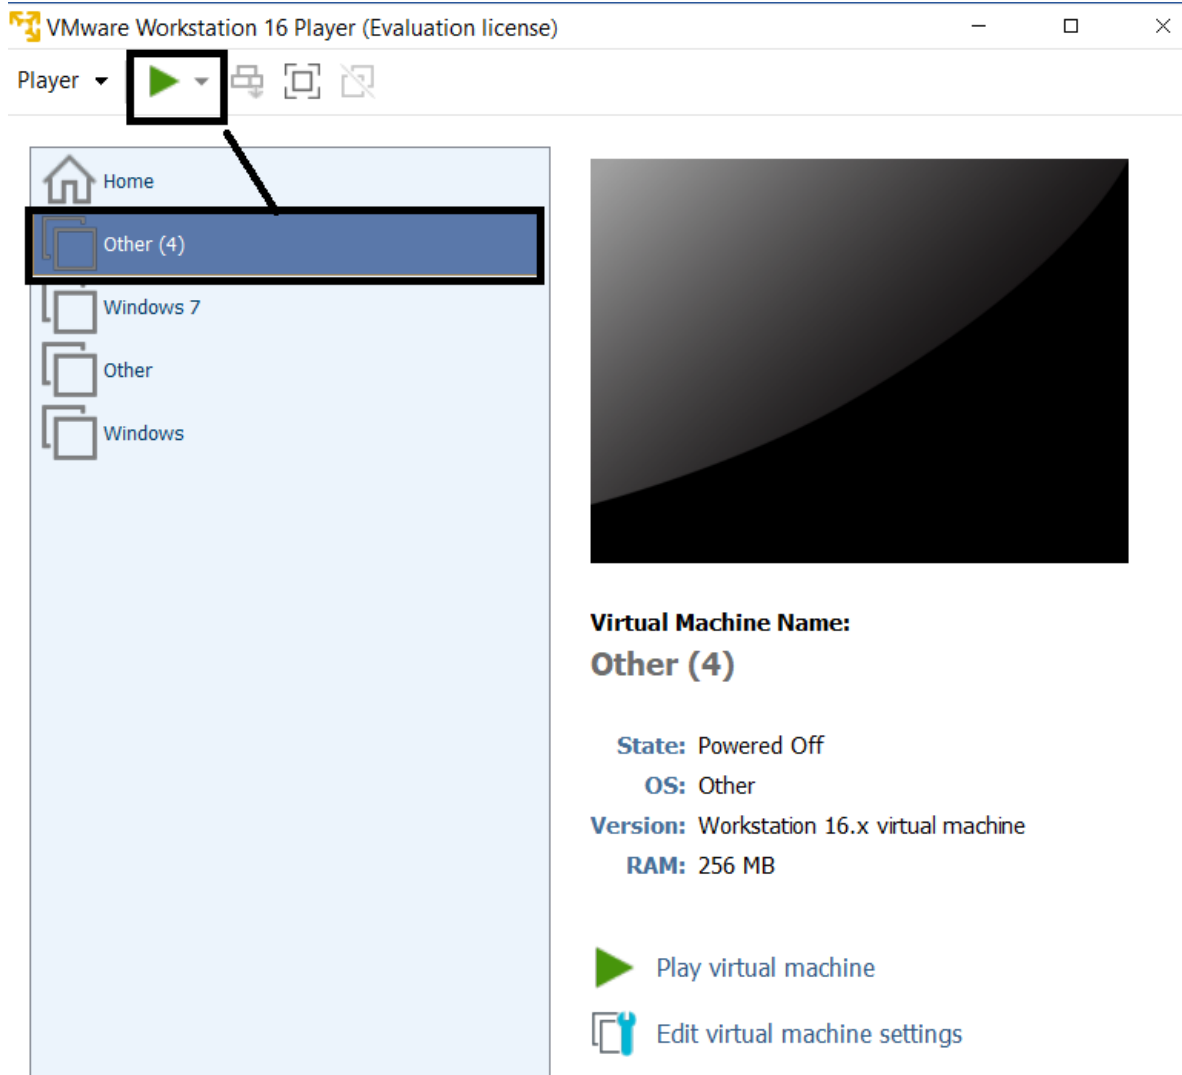 VMware Workstation 16 Player (Evaluation license)
Player
Home
Other (4)
Windows 7
Other
Windows
Virtual Machine Name:
Other (4)
State: Powered Off
OS: Other
Version: Workstation 16.x virtual machine
RAM: 256 MB
Play virtual machine
Edit virtual machine settings